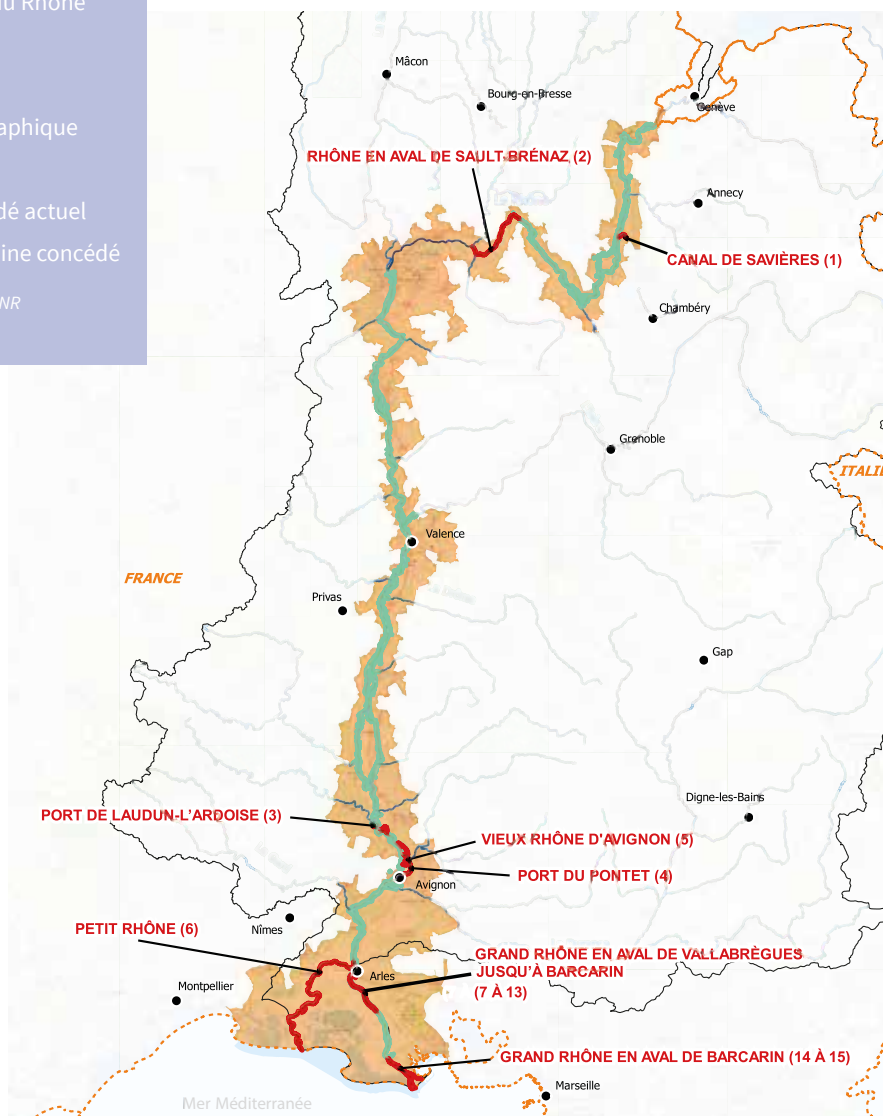 u Rhône
aphique
dé actuel
ine concédé
NR
Mâcon
Bourg-en-Bresse
Genève
RHÔNE EN AVAL DE SAULT-BRÉNAZ (2)
Annecy
CANAL DE SAVIÈRES (1)
Chambéry
Grenoble
ITALIE
Valence
FRANCE
Privas
Gap
Digne-les-Bains
PORT DE LAUDUN-L'ARDOISE (3)
VIEUX RHÔNE D'AVIGNON (5)
PORT DU PONTET (4)
Avignon
PETIT RHÔNE (6)
Nîmes
GRAND RHÔNE EN AVAL DE VALLABRÈGUES
JUSQU'À BARCARIN
(7 À 13)
Arles
Montpellier
GRAND RHÔNE EN AVAL DE BARCARIN (14 À 15)
Marseille
Mer Méditerranée